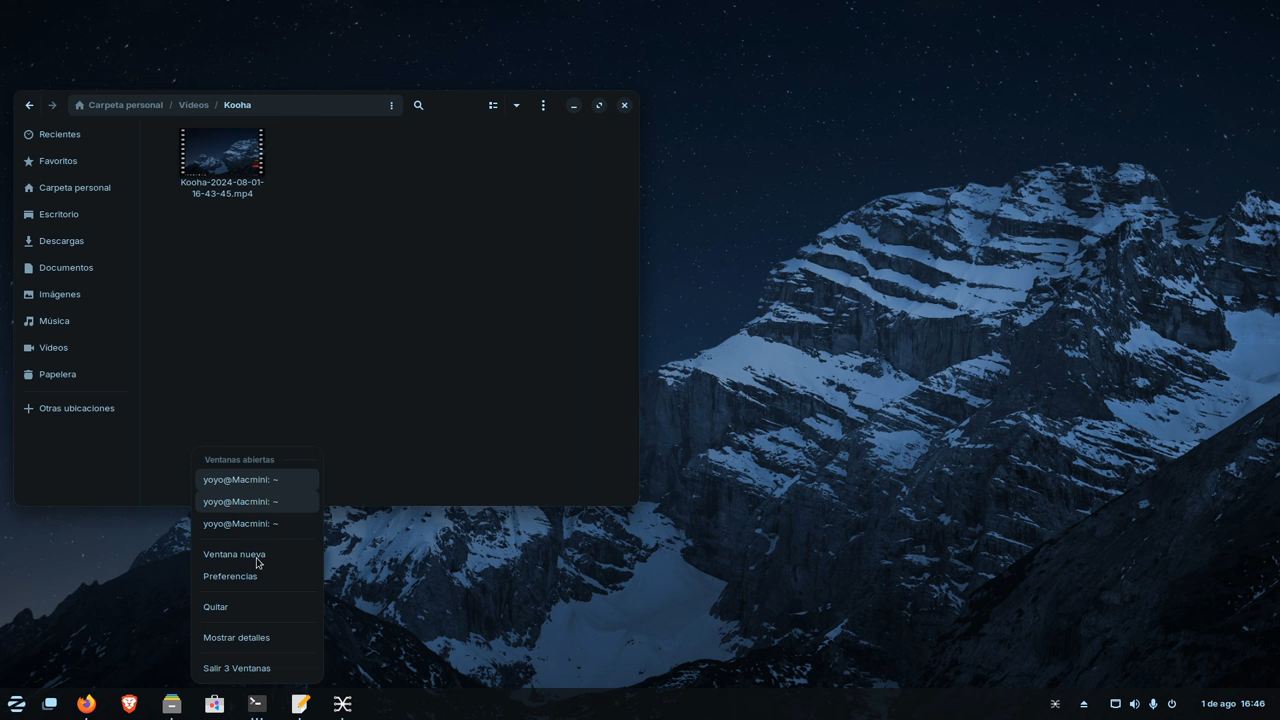 Carpeta personal / Vídeos / Kooha
Recientes
Favoritos
Carpeta personal
Escritorio
Descargas
Documentos
Imágenes
Música
Vídeos
Papelera
Otras ubicaciones
Kooha-2024-08-01-
16-43-45.mp4
Ventanas abiertas
yoyo@Macmini: ~
yoyo@Macmini: ~
yoyo@Macmini: ~
Ventana nueva
Preferencias
Quitar
Mostrar detalles
Salir 3 Ventanas
1 de ago 16:46